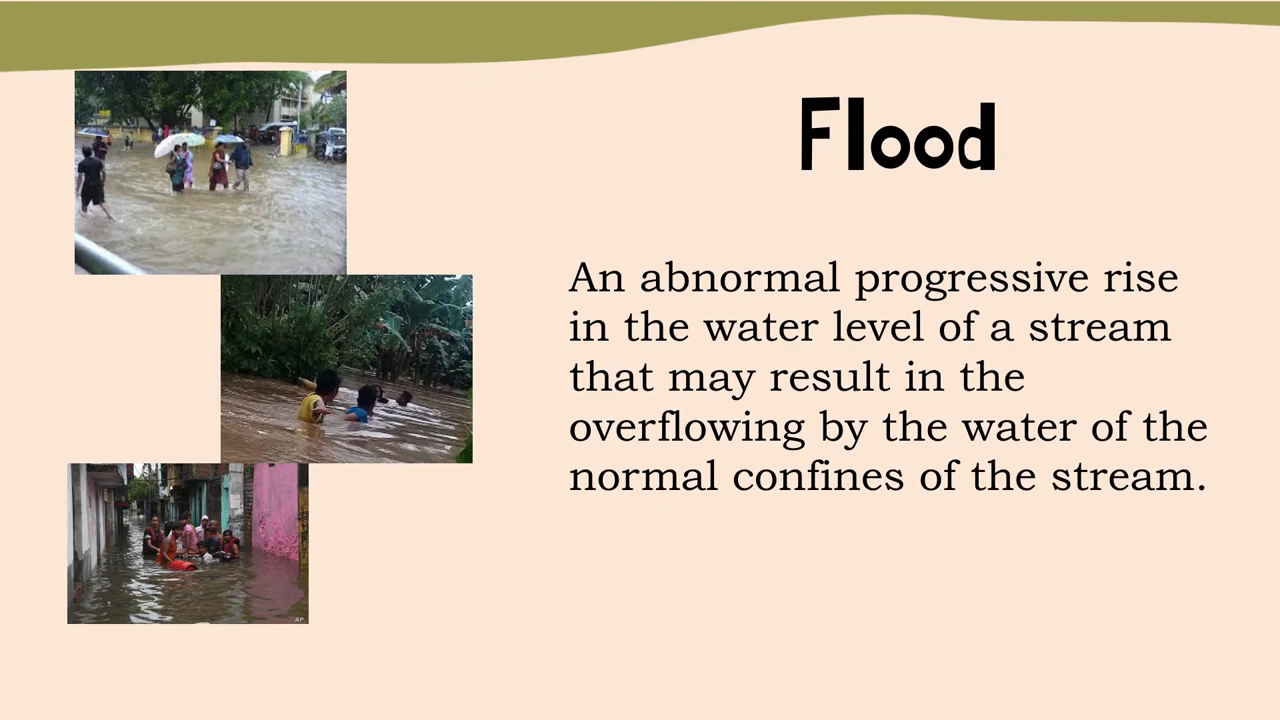 Flood
An abnormal progressive rise
in the water level of a stream
that may result in the
overflowing by the water of the
normal confines of the stream.
AP